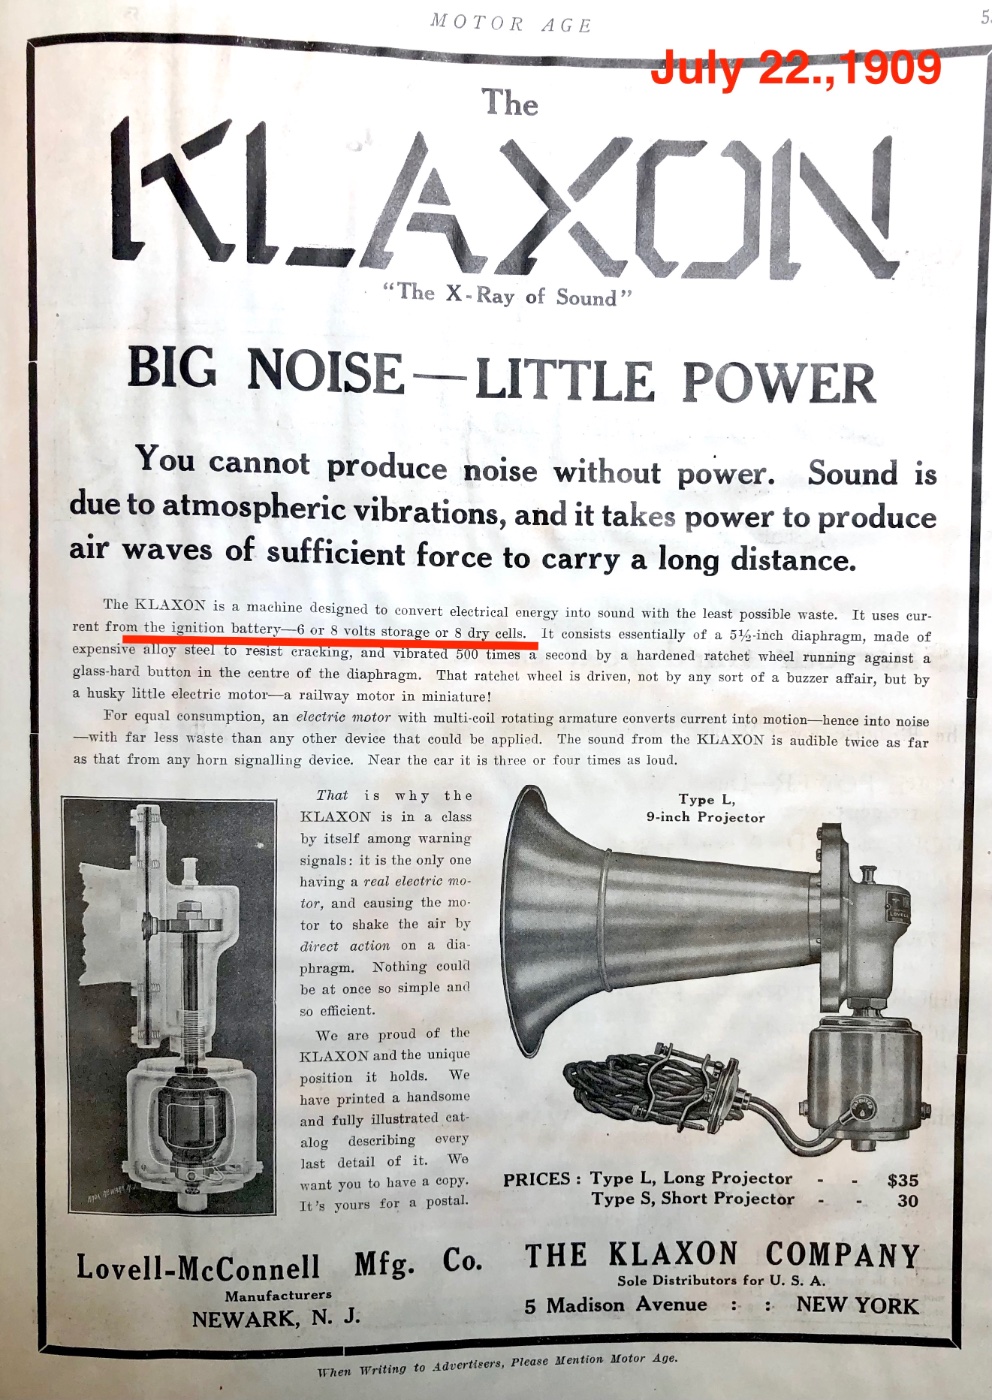 MOTOR AGE
July 22.,1909
The
KLAXON
“The X-Ray of Sound”
BIG NOISE—LITTLE POWER
You cannot produce noise without power. Sound is
due to atmospheric vibrations, and it takes power to produce
air waves of sufficient force to carry a long distance.
The KLAXON is a machine designed to convert electrical energy into sound with the least possible waste. It uses cur-
rent from the ignition battery—6 or 8 volts storage or 8 dry cells. It consists essentially of a 5½-inch diaphragm, made of
expensive alloy steel to resist cracking, and vibrated 500 times a second by a hardened ratchet wheel running against a
glass-hard button in the centre of the diaphragm. That ratchet wheel is driven, not by any sort of a buzzer affair, but by
a husky little electric motor—a railway motor in miniature!
For equal consumption, an electric motor with multi-coil rotating armature converts current into motion—hence into noise
—with far less waste than any other device that could be applied. The sound from the KLAXON is audible twice as far
as that from any horn signalling device. Near the car it is three or four times as loud.
That is why the
KLAXON is in a class
by itself among warning
signals: it is the only one
having a real electric mo-
tor, and causing the mo-
tor to shake the air by
direct action on a dia-
phragm. Nothing could
be at once so simple and
so efficient.
We are proud of the
KLAXON and the unique
position it holds. We
have printed a handsome
and fully illustrated cat-
alog describing every
last detail of it. We
want you to have a copy.
It's yours for a postal.
Type L,
9-inch Projector
PRICES: Type L, Long Projector - - $35
Type S, Short Projector - - 30
Lovell-McConnell Mfg. Co.
Manufacturers
NEWARK, N. J.
THE KLAXON COMPANY
Sole Distributors for U. S. A.
5 Madison Avenue : : NEW YORK
When Writing to Advertisers, Please Mention Motor Age.